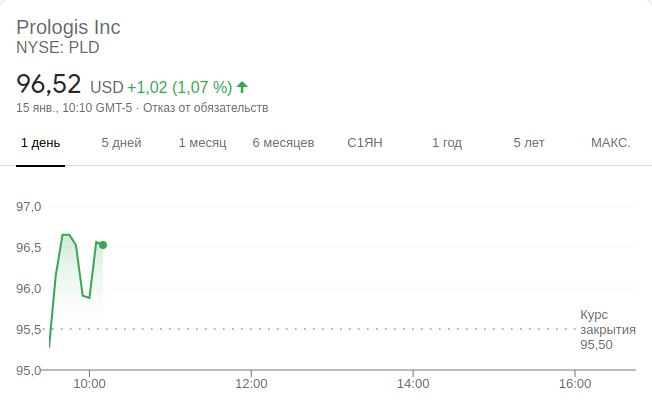 Prologis Inc
NYSE: PLD
96,52 USD +1,02 (1,07 %)
15 янв., 10:10 GMT-5 · Отказ от обязательств
1 день 5 дней 1 месяц 6 месяцев С1ЯН 1 год 5 лет МАКС.
97,0
96,5
96,0
95,5
95,0
Курс
закрытия
95,50
10:00 12:00 14:00 16:00